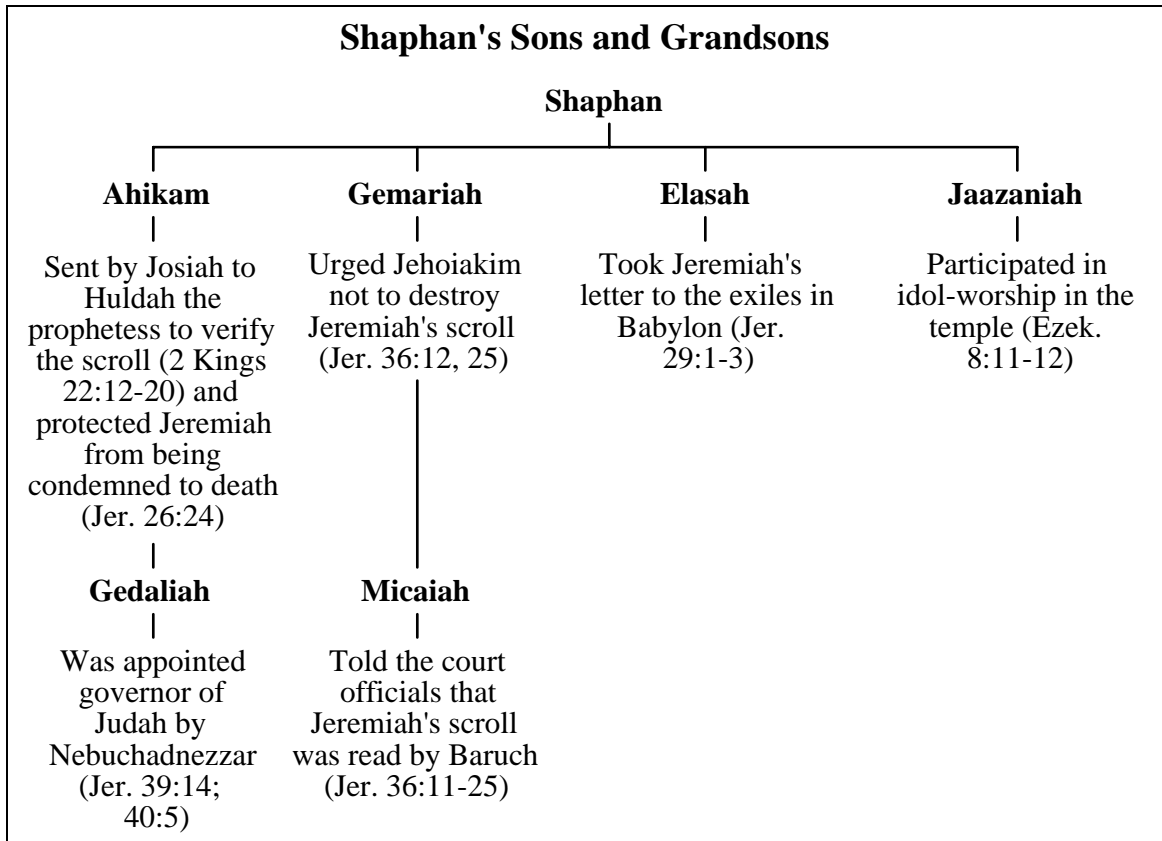 Shaphan's Sons and Grandsons
Shaphan
Ahikam
Sent by Josiah to
Huldah the
prophetess to verify
the scroll (2 Kings
22:12-20) and
protected Jeremiah
from being
condemned to death
(Jer. 26:24)
Gedaliah
Was appointed
governor of
Judah by
Nebuchadnezzar
(Jer. 39:14;
40:5)
Gemariah
Urged Jehoiakim
not to destroy
Jeremiah's scroll
(Jer. 36:12, 25)
Micaiah
Told the court
officials that
Jeremiah's scroll
was read by Baruch
(Jer. 36:11-25)
Elasah
Took Jeremiah's
letter to the exiles in
Babylon (Jer.
29:1-3)
Jaazaniah
Participated in
idol-worship in the
temple (Ezek.
8:11-12)